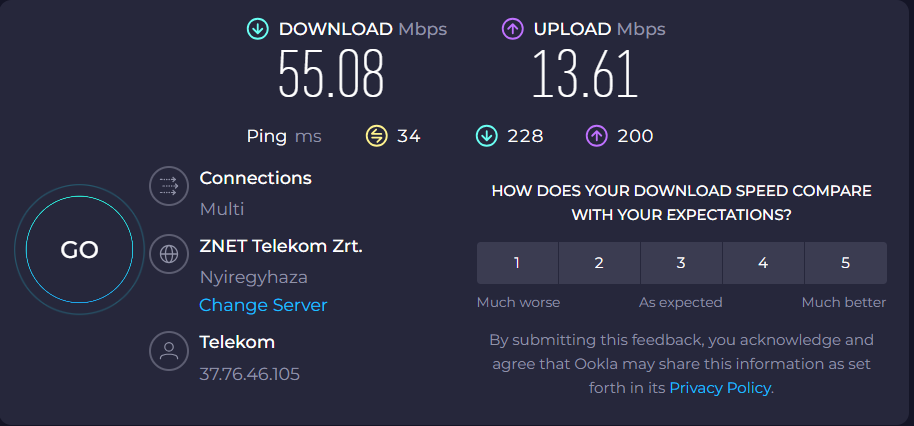 DOWNLOAD Mbps
55.08
UPLOAD Mbps
13.61
Ping ms 34 228 200
GO
Connections
Multi
ZNET Telekom Zrt.
Nyiregyhaza
Change Server
Telekom
37.76.46.105
HOW DOES YOUR DOWNLOAD SPEED COMPARE
WITH YOUR EXPECTATIONS?
1 2 3 4 5
Much worse As expected Much better
By submitting this feedback, you acknowledge and
agree that Ookla may share this information as set
forth in its Privacy Policy.